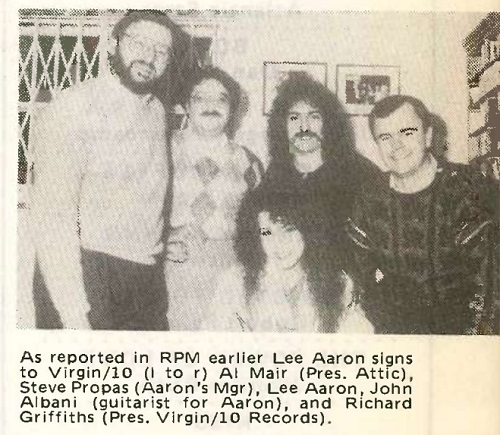 As reported in RPM earlier Lee Aaron signs
to Virgin/10 (l to r) Al Mair (Pres. Attic),
Steve Propas (Aaron's Mgr), Lee Aaron, John
Albani (guitarist for Aaron), and Richard
Griffiths (Pres. Virgin/10 Records).